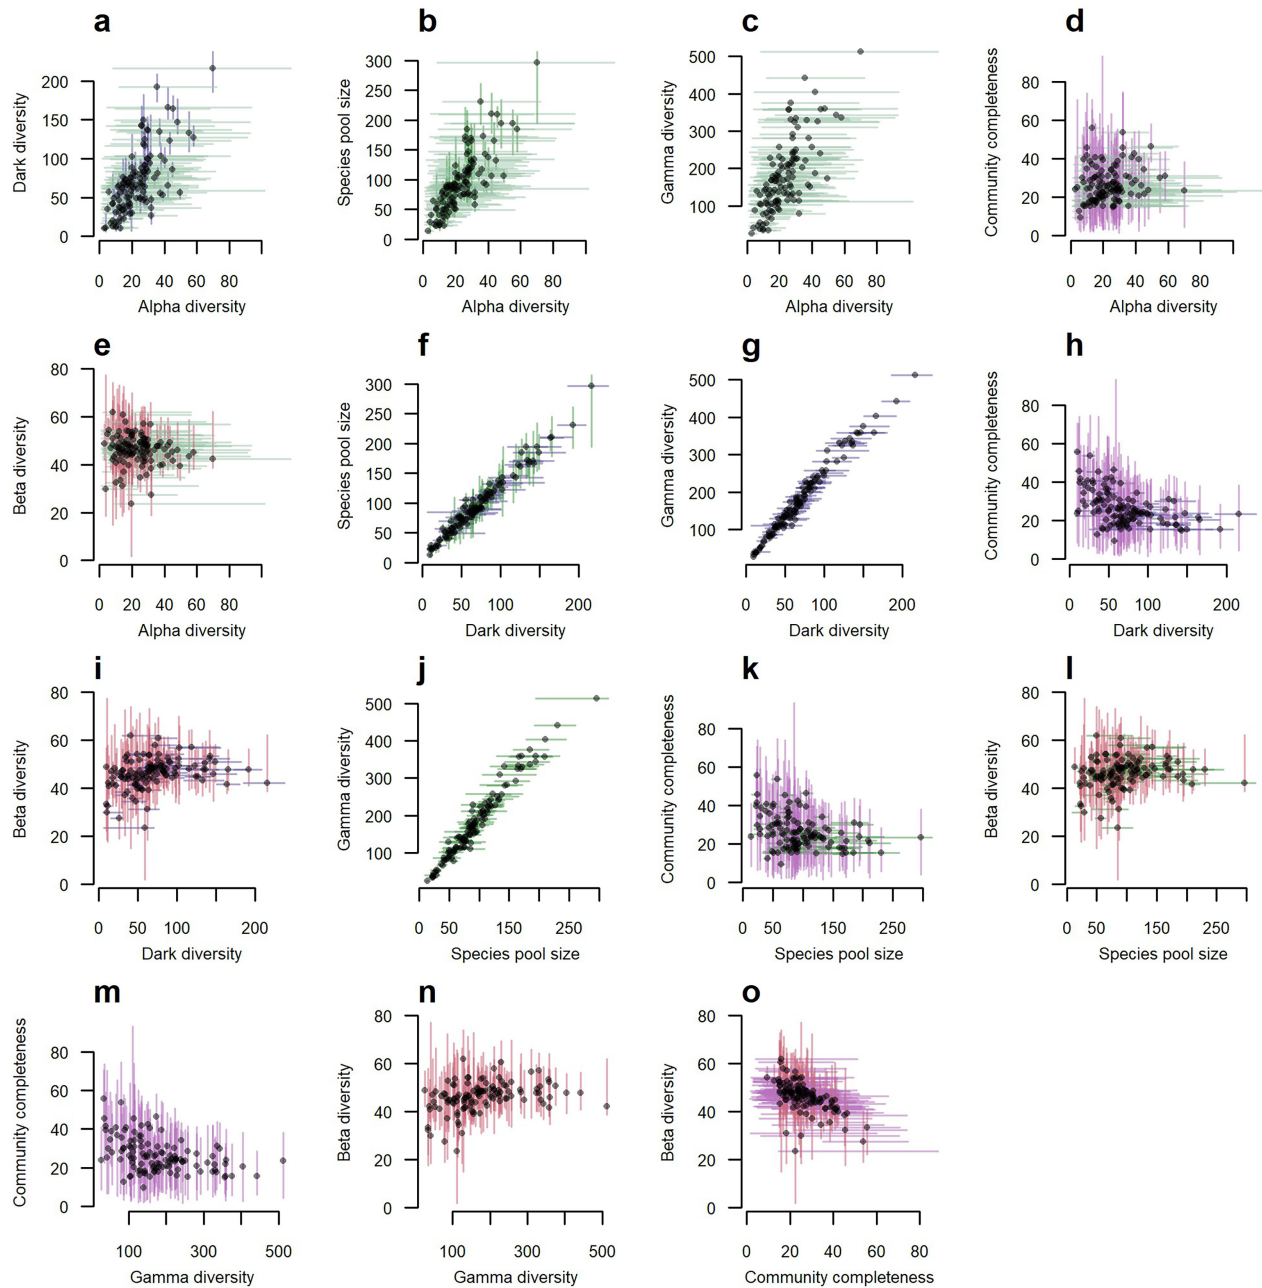 a
b
c
d
Dark diversity
200
150
100
50
0
0 20 40 60 80
Alpha diversity
Species pool size
300
250
200
150
100
50
0
0 20 40 60 80
Alpha diversity
Gamma diversity
500
400
300
200
100
0 20 40 60 80
Alpha diversity
Community completeness
80
60
40
20
0
0 20 40 60 80
Alpha diversity
e
f
g
h
Beta diversity
80
60
40
20
0
0 20 40 60 80
Alpha diversity
Species pool size
300
250
200
150
100
50
0
0 50 100 200
Dark diversity
Gamma diversity
500
400
300
200
100
0 50 100 200
Dark diversity
Community completeness
80
60
40
20
0
0 50 100 200
Dark diversity
i
j
k
l
Beta diversity
80
60
40
20
0
0 50 100 200
Dark diversity
Gamma diversity
500
400
300
200
100
0 50 150 250
Species pool size
Community completeness
80
60
40
20
0
0 50 150 250
Species pool size
Beta diversity
80
60
40
20
0
0 50 150 250
Species pool size
m
n
o
Community completeness
80
60
40
20
0
100 300 500
Gamma diversity
Beta diversity
80
60
40
20
0
100 300 500
Gamma diversity
Beta diversity
80
60
40
20
0
0 20 40 60 80
Community completeness